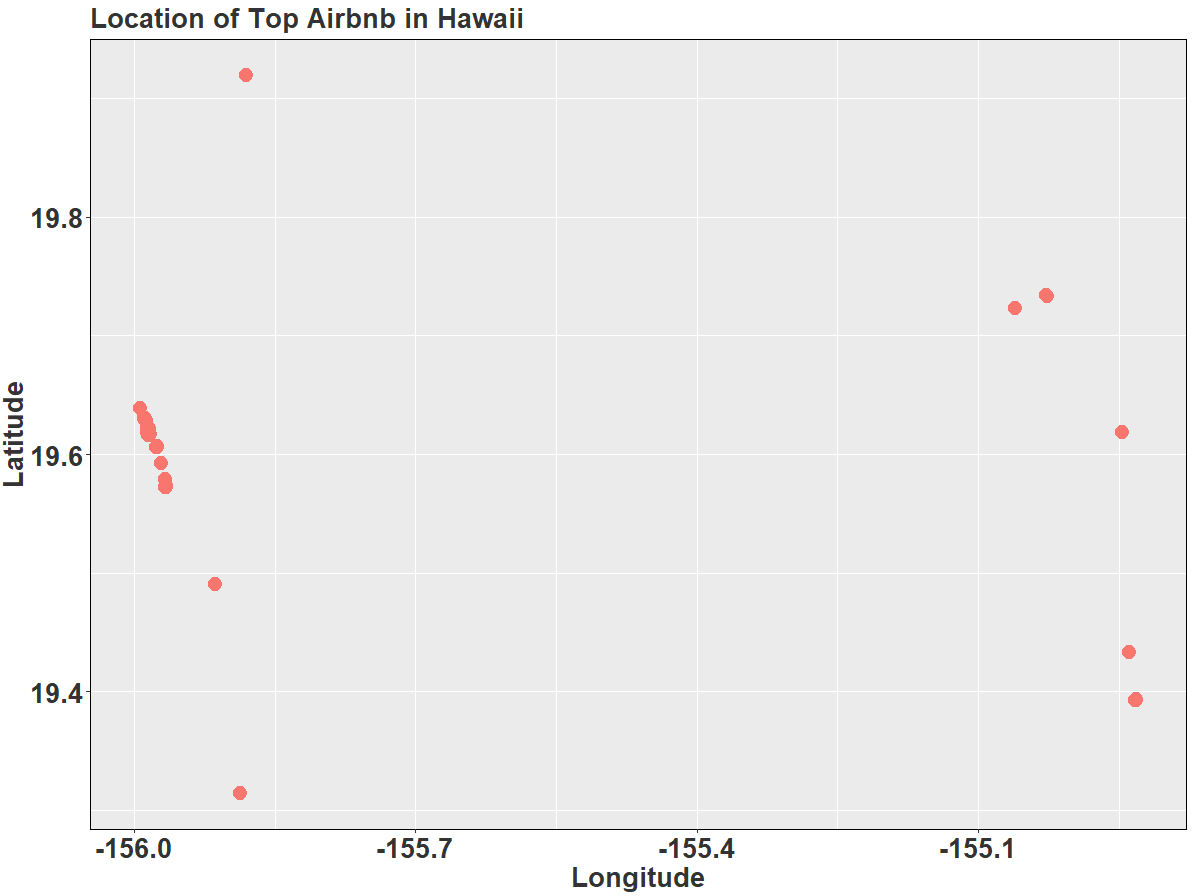 Location of Top Airbnb in Hawaii
19.8
19.6
19.4
Latitude
-156.0
-155.7
-155.4
-155.1
Longitude